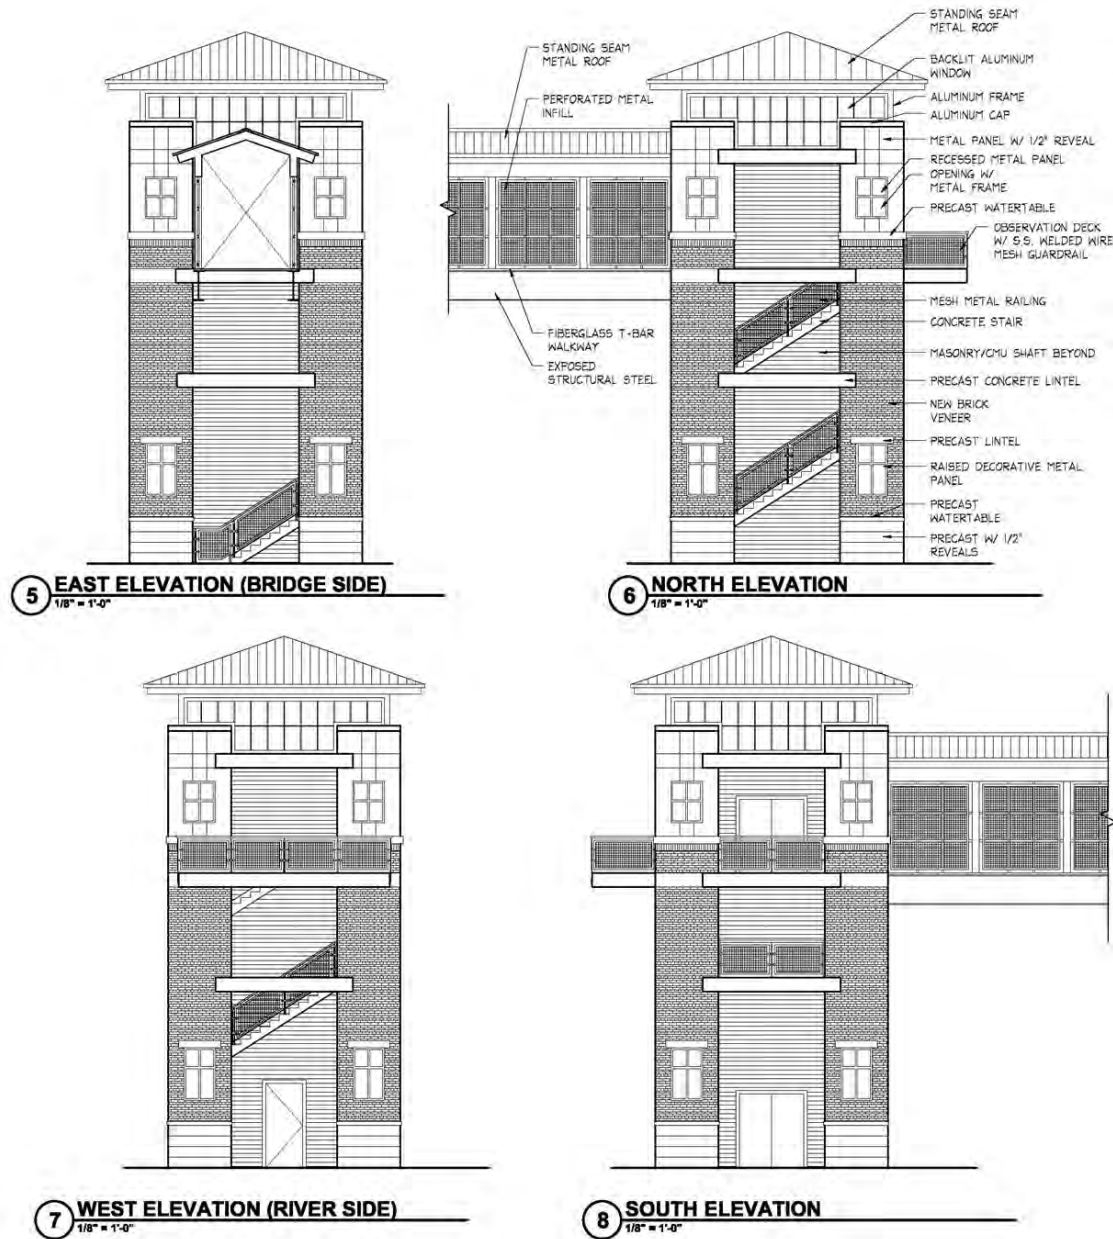 STANDING SEAM
METAL ROOF
PERFORATED METAL
INFILL
FIBERGLASS T-BAR
WALKWAY
EXPOSED
STRUCTURAL STEEL
STANDING SEAM
METAL ROOF
BACKLIT ALUMINUM
WINDOW
ALUMINUM FRAME
ALUMINUM CAP
METAL PANEL W/ 1/2" REVEAL
RECESSED METAL PANEL
OPENING W/
METAL FRAME
PRECAST WATERTABLE
OBSERVATION DECK
W/ S.S. WELDED WIRE
MESH GUARDRAIL
MESH METAL RAILING
CONCRETE STAIR
MASONRY/CMU SHAFT BEYOND
PRECAST CONCRETE LINTEL
NEW BRICK
VENEER
PRECAST LINTEL
RAISED DECORATIVE METAL
PANEL
PRECAST
WATERTABLE
PRECAST W/ 1/2"
REVEALS
5 EAST ELEVATION (BRIDGE SIDE)
1/8" = 1'-0"
6 NORTH ELEVATION
1/8" = 1'-0"
7 WEST ELEVATION (RIVER SIDE)
1/8" = 1'-0"
8 SOUTH ELEVATION
1/8" = 1'-0"